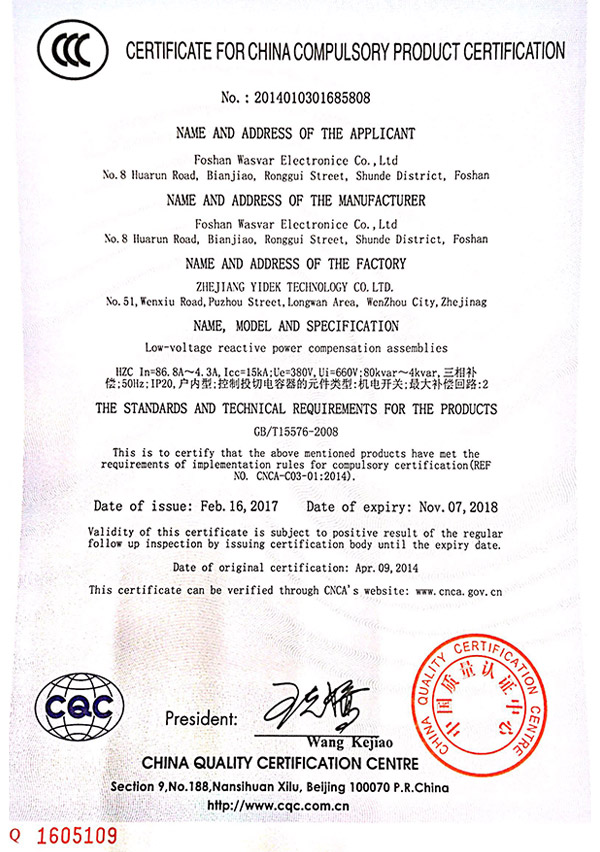 CCC
CERTIFICATE FOR CHINA COMPULSORY PRODUCT CERTIFICATION
No. : 2014010301685808
NAME AND ADDRESS OF THE APPLICANT
Foshan Wasvar Electronice Co.,Ltd
No.8 Huarun Road, Bianjiao, Ronggui Street, Shunde District, Foshan
NAME AND ADDRESS OF THE MANUFACTURER
Foshan Wasvar Electronice Co.,Ltd
No.8 Huarun Road, Bianjiao, Ronggui Street, Shunde District, Foshan
NAME AND ADDRESS OF THE FACTORY
ZHEJIANG YIDEK TECHNOLOGY CO.LTD.
No.51,Wenxiu Road,Puzhou Street,Longwan Area, WenZhou City,Zhejinag
NAME, MODEL AND SPECIFICATION
Low-voltage reactive power compensation assemblies
HZC In=86.8A～4.3A,Icc=15kA;Ue=380V,Ui=660V;80kvar～4kvar,三相补
偿;50Hz;IP20,户内型;控制投切电容器的元件类型:机电开关;最大补偿回路:2
THE STANDARDS AND TECHNICAL REQUIREMENTS FOR THE PRODUCTS
GB/T15576-2008
This is to certify that the above mentioned products have met the
requirements of implementation rules for compulsory certification(REF
NO. CNCA-C03-01:2014).
Date of issue: Feb.16,2017 Date of expiry: Nov.07,2018
Validity of this certificate is subject to positive result of the regular
follow up inspection by issuing certification body until the expiry date.
Date of original certification: Apr.09,2014
This certificate can be verified through CNCA's website: www.cnca.gov.cn
CHINA QUALITY CERTIFICATION CENTRE
中国质量认证中心
CQC
President:
Wang Kejiao
CHINA QUALITY CERTIFICATION CENTRE
Section 9,No.188,Nansihuan Xilu, Beijing 100070 P.R.China
http://www.cqc.com.cn
Q 1605109